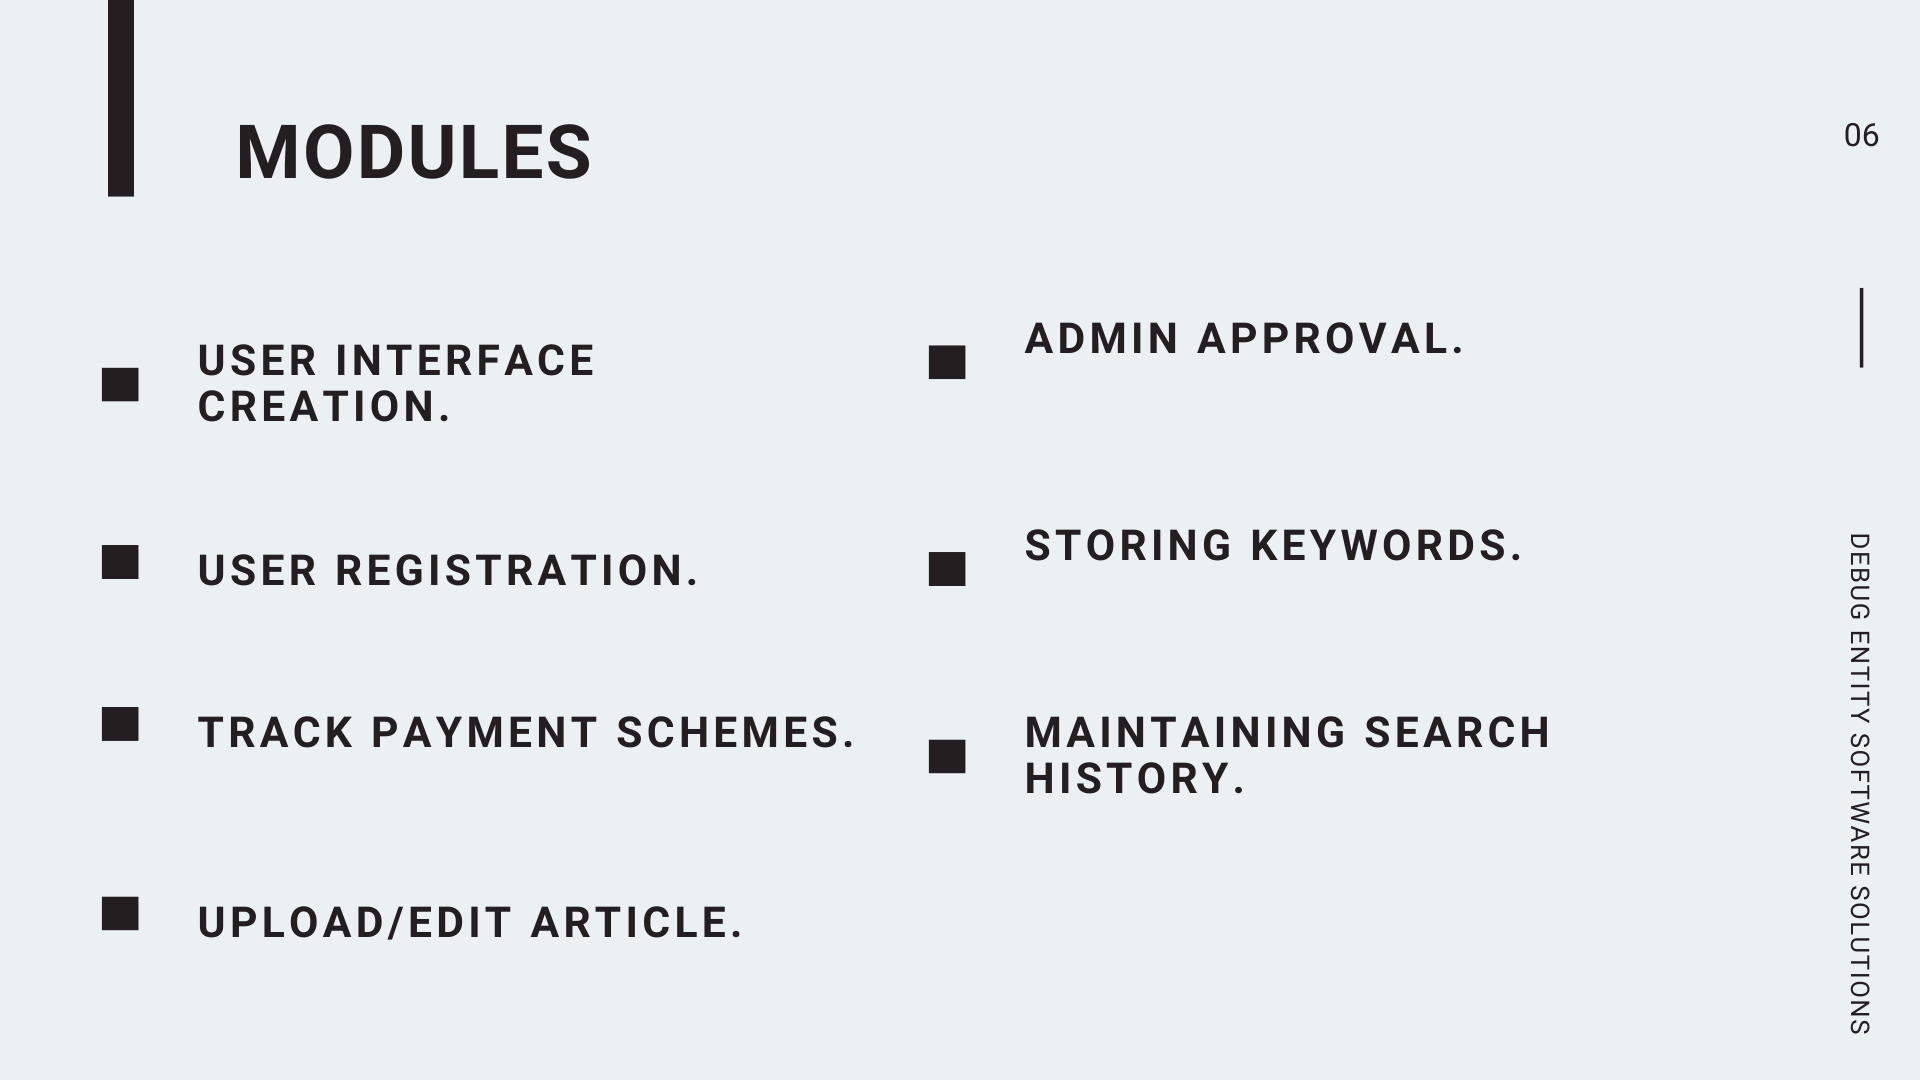 MODULES
06
USER INTERFACE
CREATION.
USER REGISTRATION.
TRACK PAYMENT SCHEMES.
UPLOAD/EDIT ARTICLE.
ADMIN APPROVAL.
STORING KEYWORDS.
MAINTAINING SEARCH
HISTORY.
DEBUG ENTITY SOFTWARE SOLUTIONS